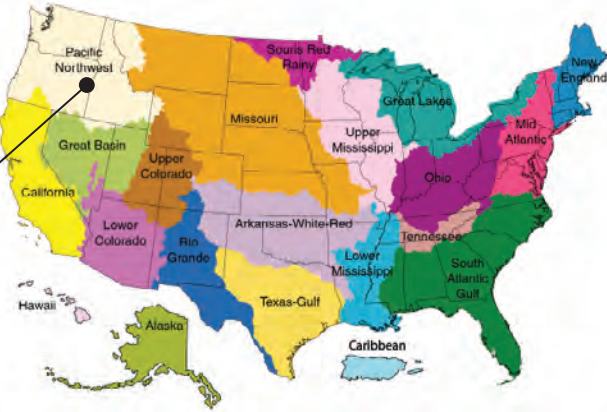 Pacific
Northwest
Souris Red
Rainy
New
England
Great Lakes
Missouri
Upper
Mississippi
Mid
Atlantic
Great Basin
Upper
Colorado
Ohio
California
Lower
Colorado
Rio
Grande
Arkansas-White-Red
Tennessee
Lower
Mississippi
South
Atlantic
Gulf
Texas-Gulf
Hawaii
Alaska
Caribbean